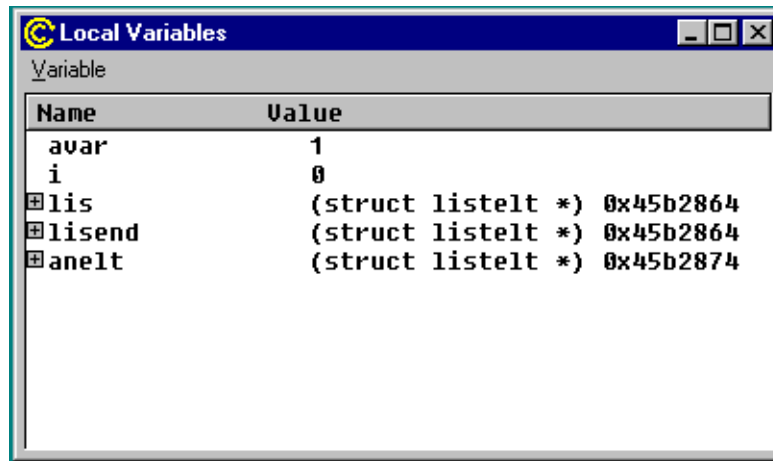 Local Variables
Variable
Name Value
avar 1
i 0
lis (struct listelt *) 0x45b2864
lisend (struct listelt *) 0x45b2864
anelt (struct listelt *) 0x45b2874